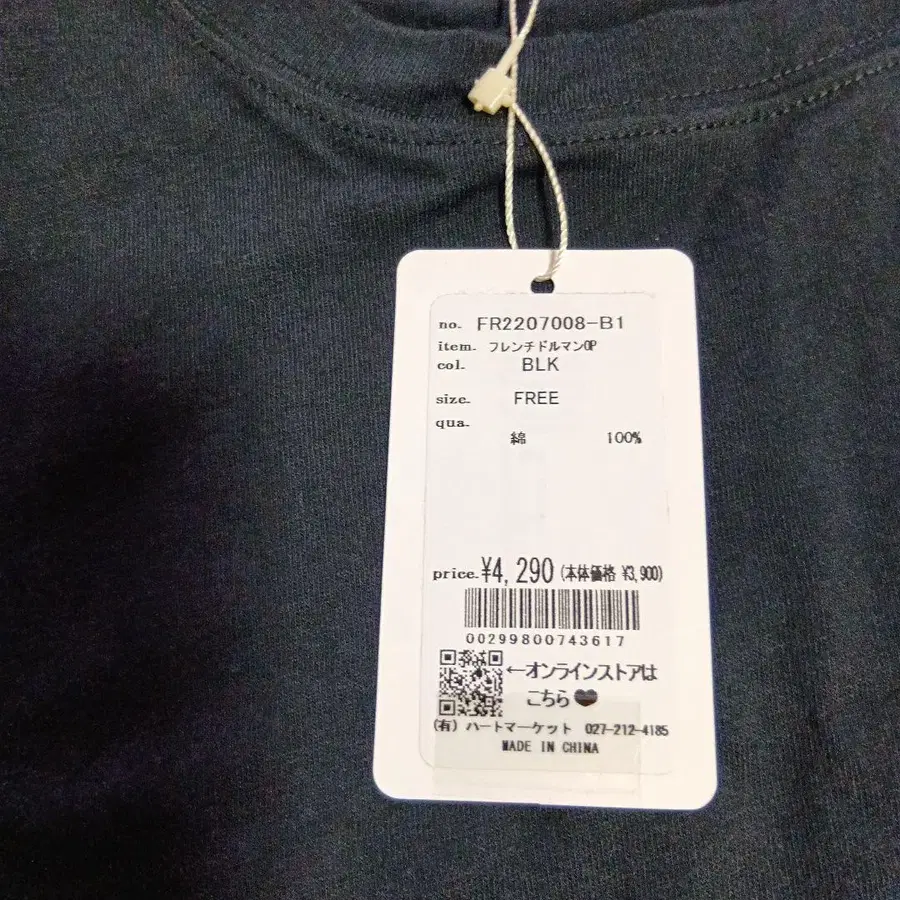 no. FR2207008-B1
item. フレンチドルマンOP
col. BLK
size. FREE
qua.
綿 100%
price. ¥4,290 (本体価格 ¥3,900)
00299800743617
←オンラインストアは
こちら🖤
(有) ハートマーケット 027-212-4185
MADE IN CHINA